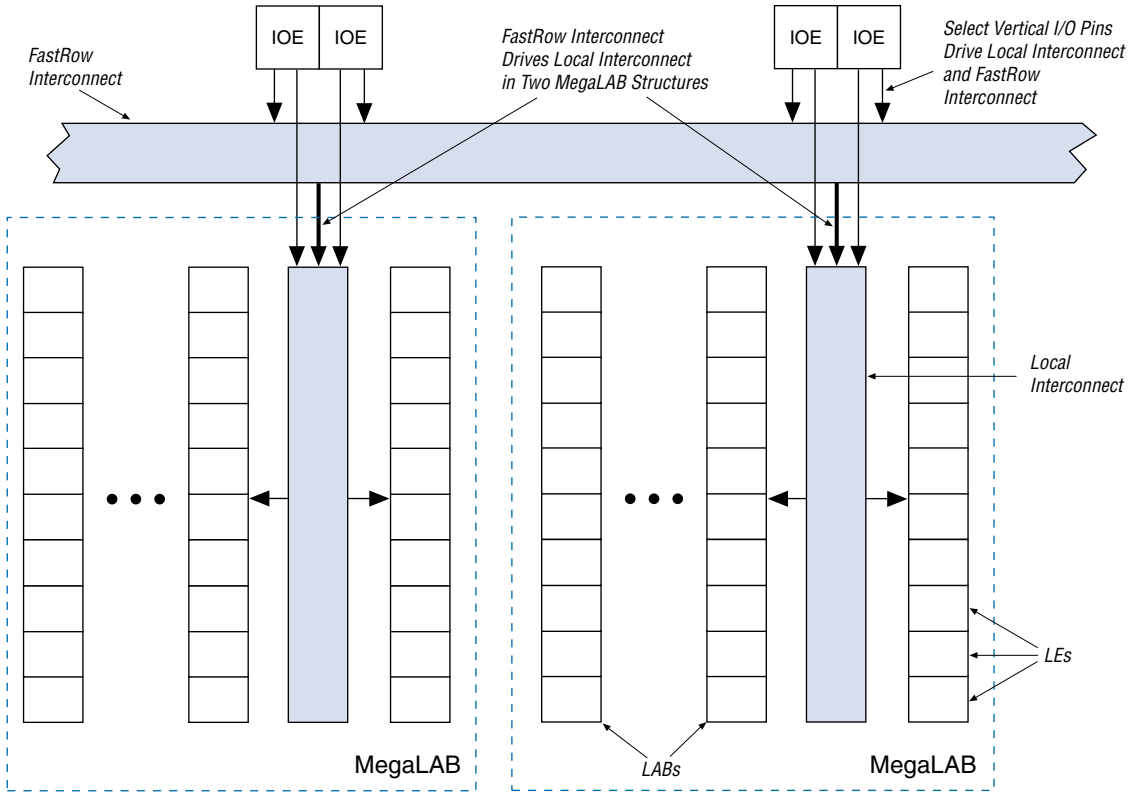 FastRow
Interconnect
IOE IOE
FastRow Interconnect
Drives Local Interconnect
in Two MegaLAB Structures
IOE IOE
Select Vertical I/O Pins
Drive Local Interconnect
and FastRow
Interconnect
Local
Interconnect
LEs
LABs
MegaLAB
MegaLAB